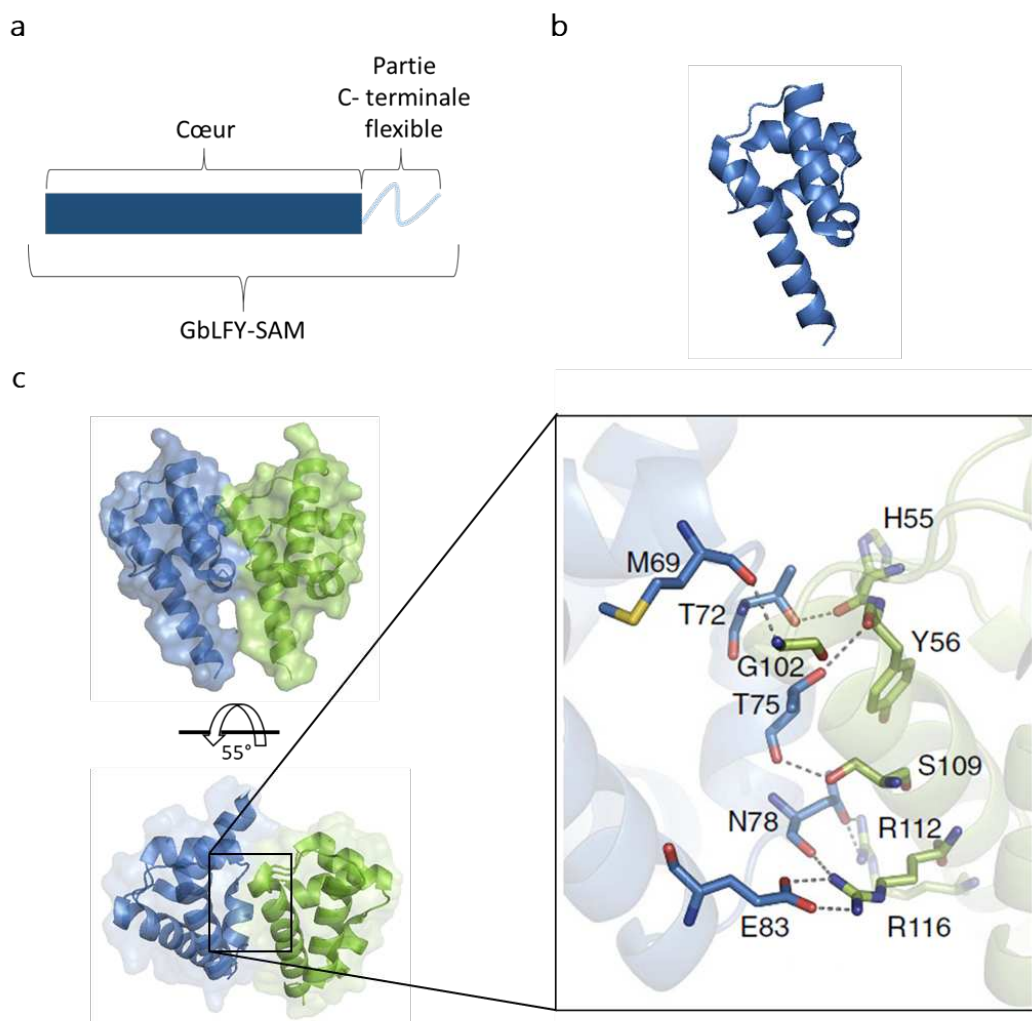 a
b
Partie
C- terminale
flexible
Cœur
GbLFY-SAM
c
55°
H55
M69
T72
Y56
G102
T75
S109
N78
R112
E83
R116